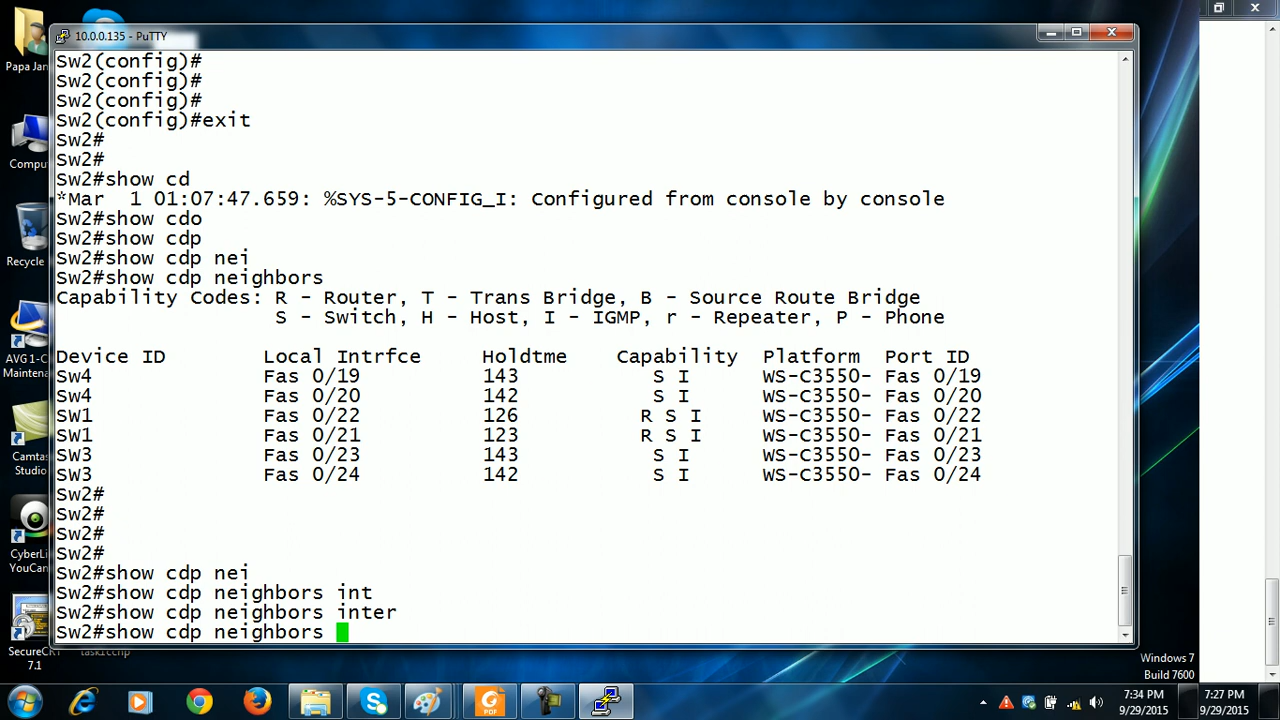 10.0.0.135 - PuTTY
Sw2(config)#
Sw2(config)#
Sw2(config)#
Sw2(config)#exit
Sw2#
Sw2#
Sw2#show cd
*Mar  1 01:07:47.659: %SYS-5-CONFIG_I: Configured from console by console
Sw2#show cdo
Sw2#show cdp
Sw2#show cdp nei
Sw2#show cdp neighbors
Capability Codes: R - Router, T - Trans Bridge, B - Source Route Bridge
S - Switch, H - Host, I - IGMP, r - Repeater, P - Phone
Device ID Local Intrfce Holdtme Capability Platform Port ID
Sw4 Fas 0/19 143 S I WS-C3550- Fas 0/19
Sw4 Fas 0/20 142 S I WS-C3550- Fas 0/20
SW1 Fas 0/22 126 R S I WS-C3550- Fas 0/22
SW1 Fas 0/21 123 R S I WS-C3550- Fas 0/21
SW3 Fas 0/23 143 S I WS-C3550- Fas 0/23
SW3 Fas 0/24 142 S I WS-C3550- Fas 0/24
Sw2#
Sw2#
Sw2#
Sw2#
Sw2#show cdp nei
Sw2#show cdp neighbors int
Sw2#show cdp neighbors inter
Sw2#show cdp neighbors
Papa Jan
Comput
Recycle
AVG 1-C
Mainten
Camtas
Studio
CyberLi
YouCan
SecureCR
7.1
Windows 7
Build 7600
PDF
7:34 PM
9/29/2015
7:27 PM
9/29/2015